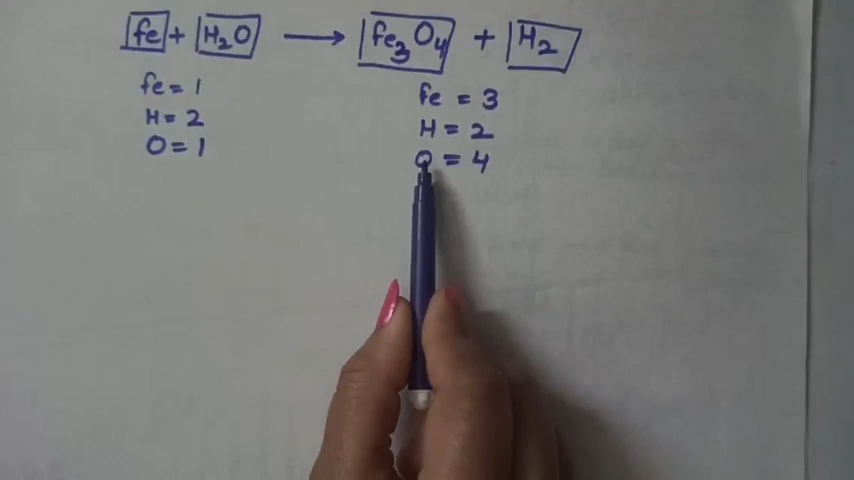 fe + H₂O ⟶ fe₃O₄ + H₂
fe = 1 fe = 3
H = 2 H = 2
O = 1 O = 4